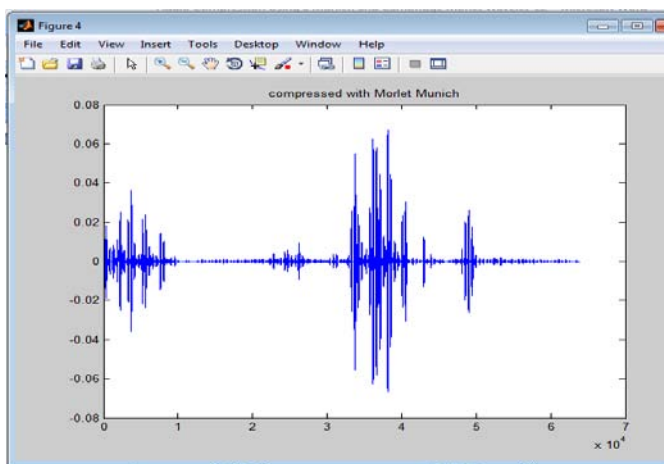 Figure 4
File Edit View Insert Tools Desktop Window Help
compressed with Morlet Munich
0.08
0.06
0.04
0.02
0
-0.02
-0.04
-0.06
-0.08
0 1 2 3 4 5 6 7
× 10⁴